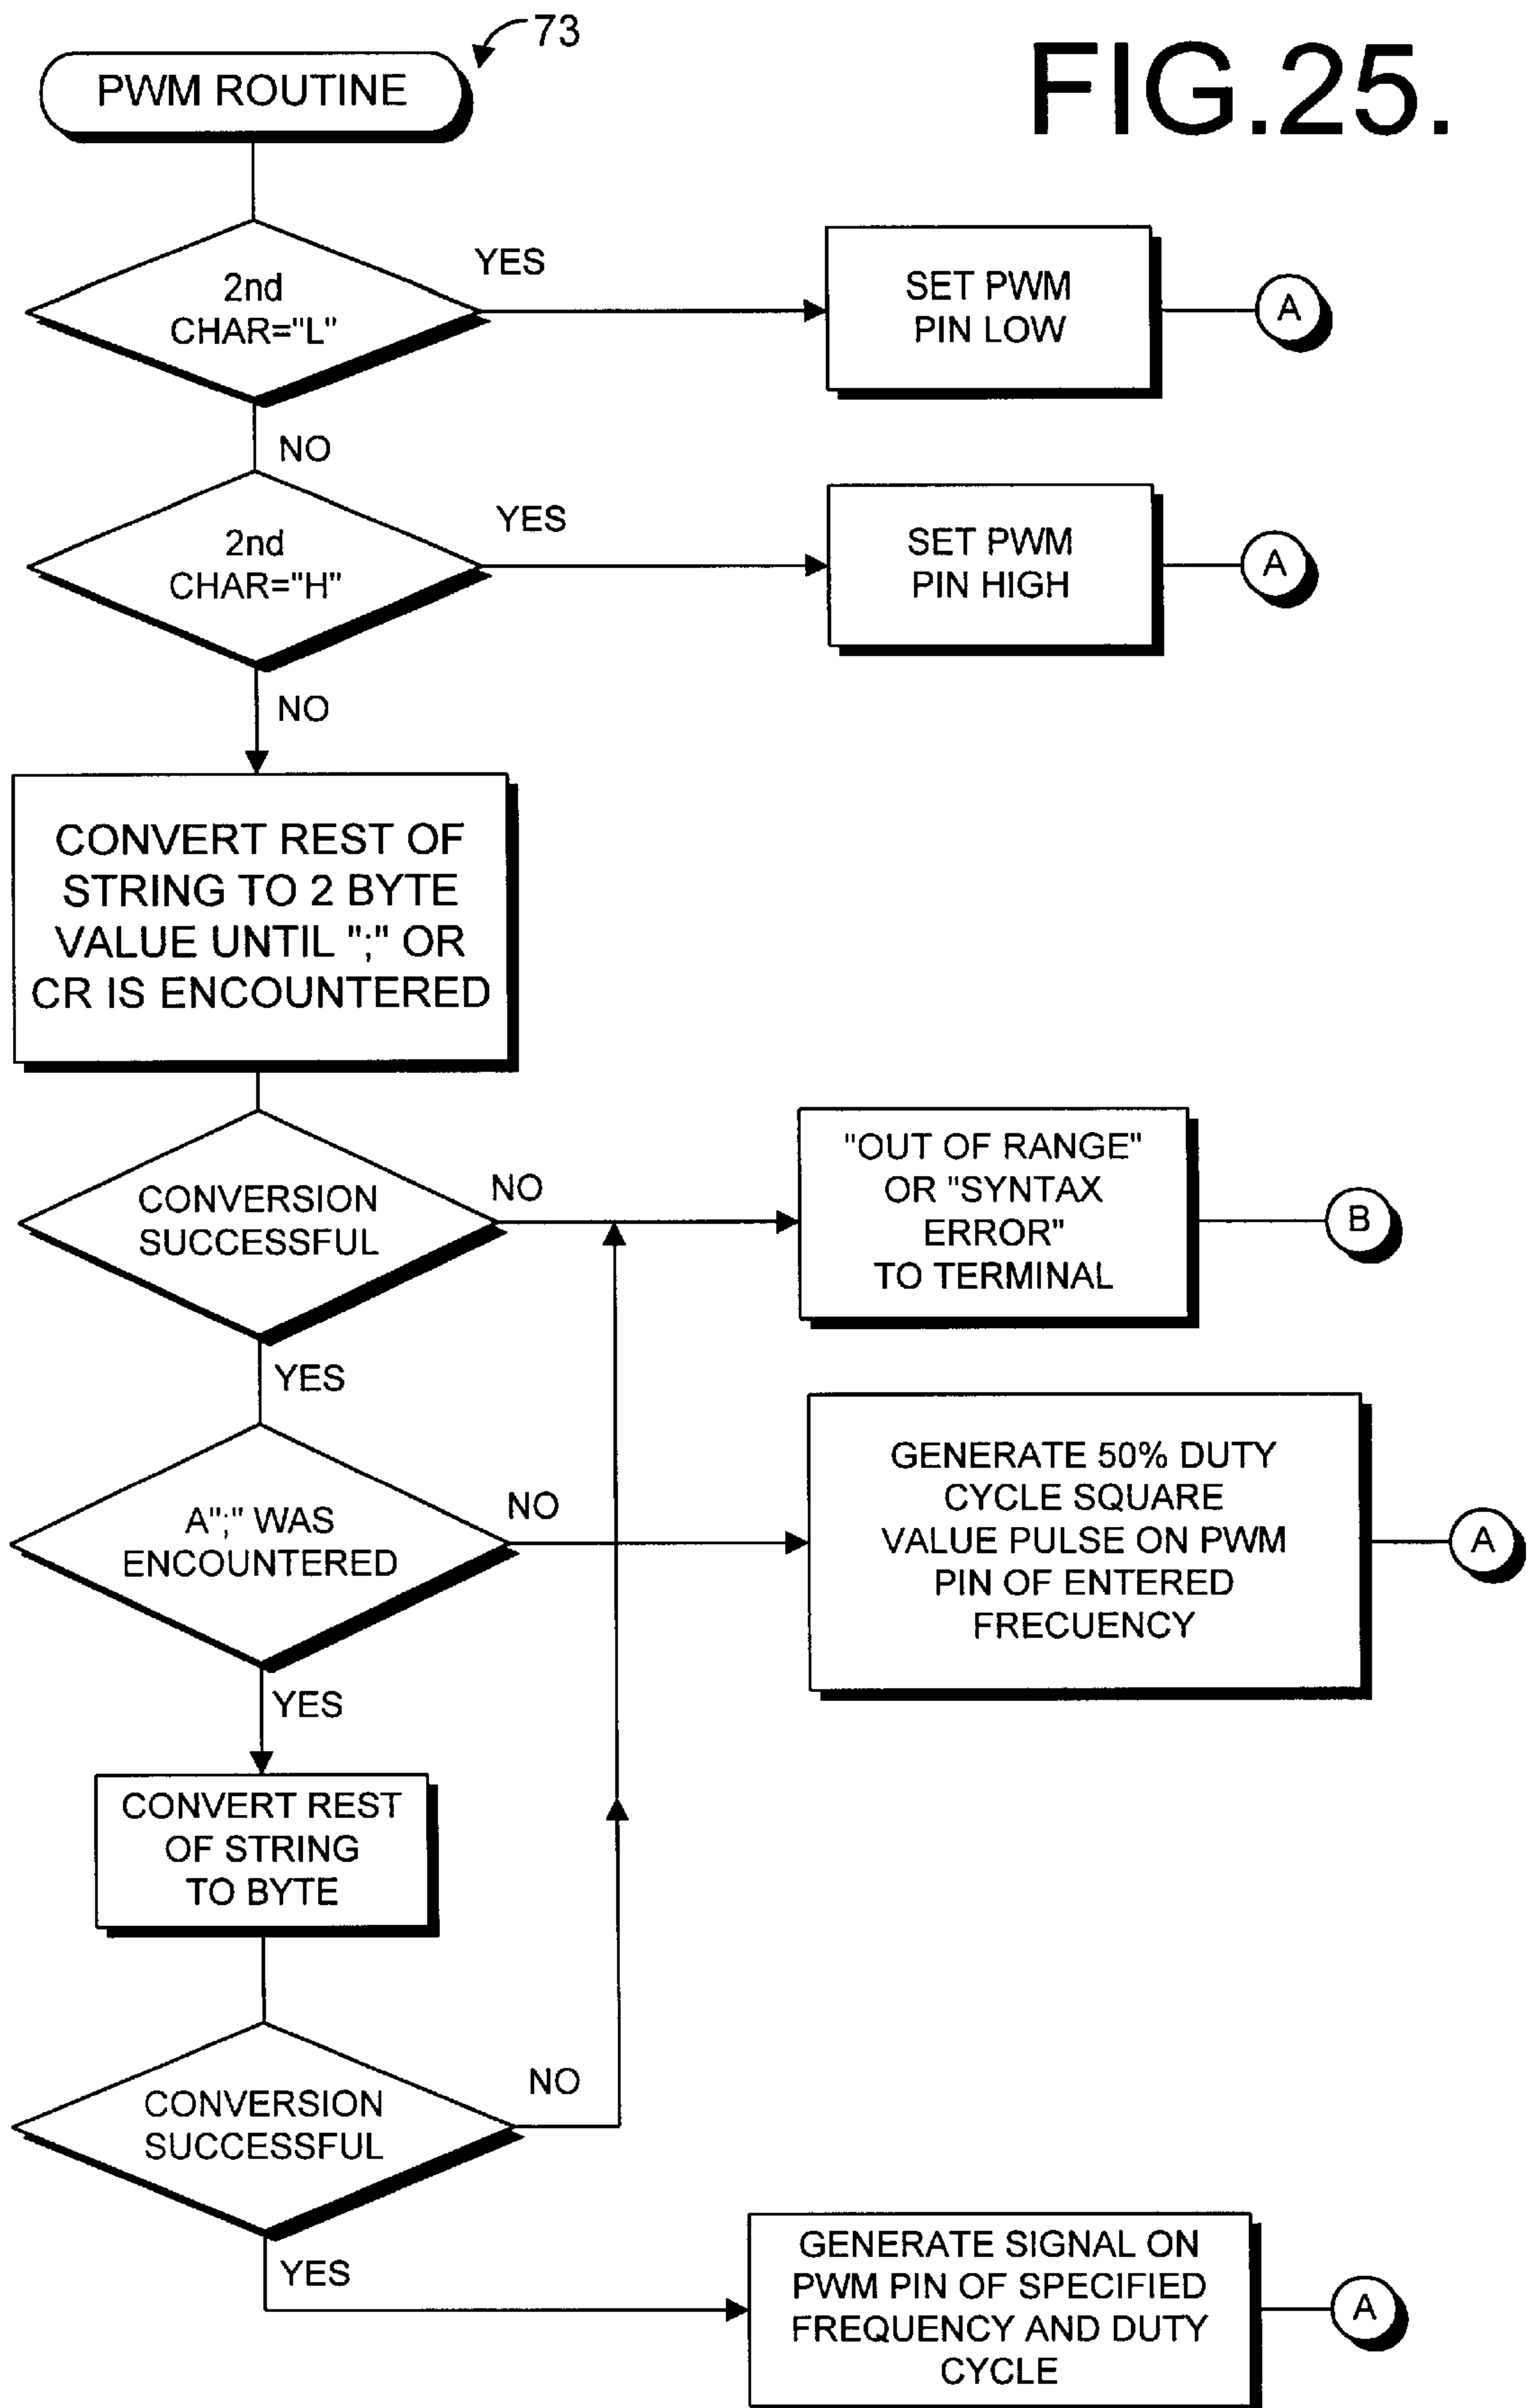 73
FIG.25.
PWM ROUTINE
2nd
CHAR="L"
YES
SET PWM
PIN LOW
A
NO
2nd
CHAR="H"
YES
SET PWM
PIN HIGH
A
NO
CONVERT REST OF
STRING TO 2 BYTE
VALUE UNTIL ";" OR
CR IS ENCOUNTERED
CONVERSION
SUCCESSFUL
NO
"OUT OF RANGE"
OR "SYNTAX
ERROR"
TO TERMINAL
B
YES
A";" WAS
ENCOUNTERED
NO
GENERATE 50% DUTY
CYCLE SQUARE
VALUE PULSE ON PWM
PIN OF ENTERED
FRECUENCY
A
YES
CONVERT REST
OF STRING
TO BYTE
CONVERSION
SUCCESSFUL
NO
YES
GENERATE SIGNAL ON
PWM PIN OF SPECIFIED
FREQUENCY AND DUTY
CYCLE
A